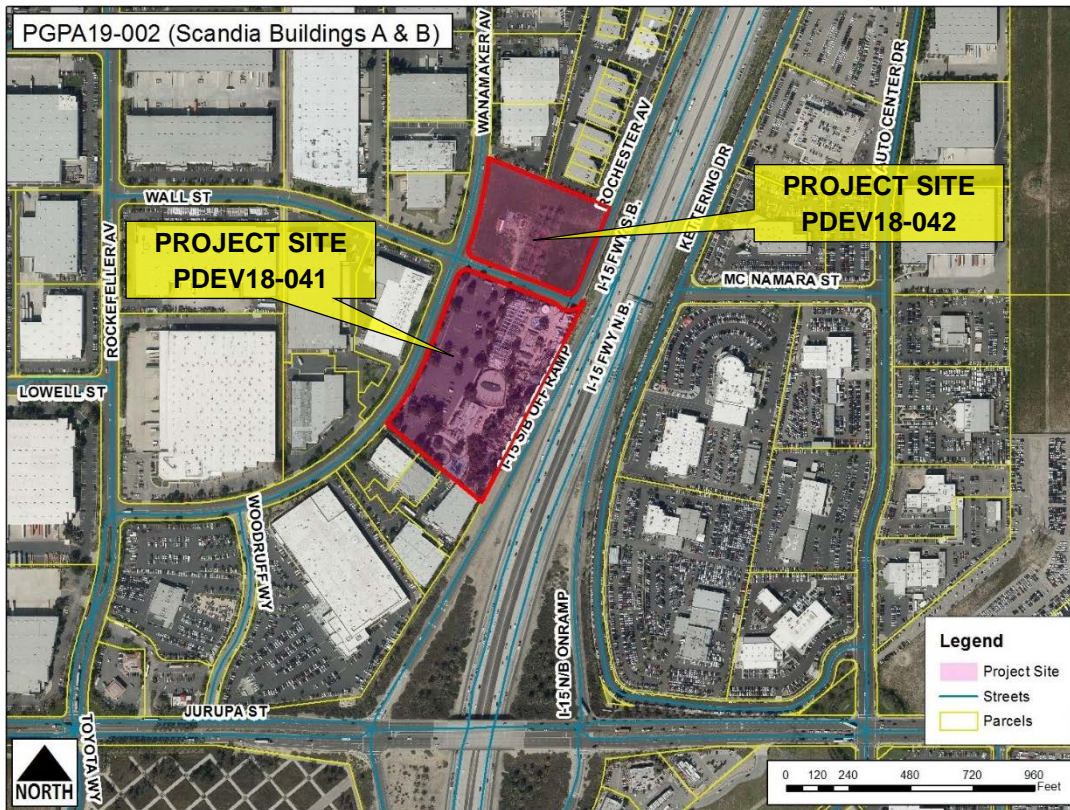 PGPA19-002 (Scandia Buildings A & B)
WANAMAKER AV
ROCHESTER AV
AUTO CENTER DR
WALL ST
PROJECT SITE
PDEV18-042
PROJECT SITE
PDEV18-041
ROCKEFELLER AV
I-15 FWY S.B.
KETTERING DR
MC NAMARA ST
LOWELL ST
I-15 FWY N.B.
I-15 S/B OFF RAMP
WOODRUFF WY
I-15 N/B ONRAMP
JURUPA ST
TOYOTA WY
NORTH
Legend
Project Site
Streets
Parcels
0 120 240 480 720 960
Feet